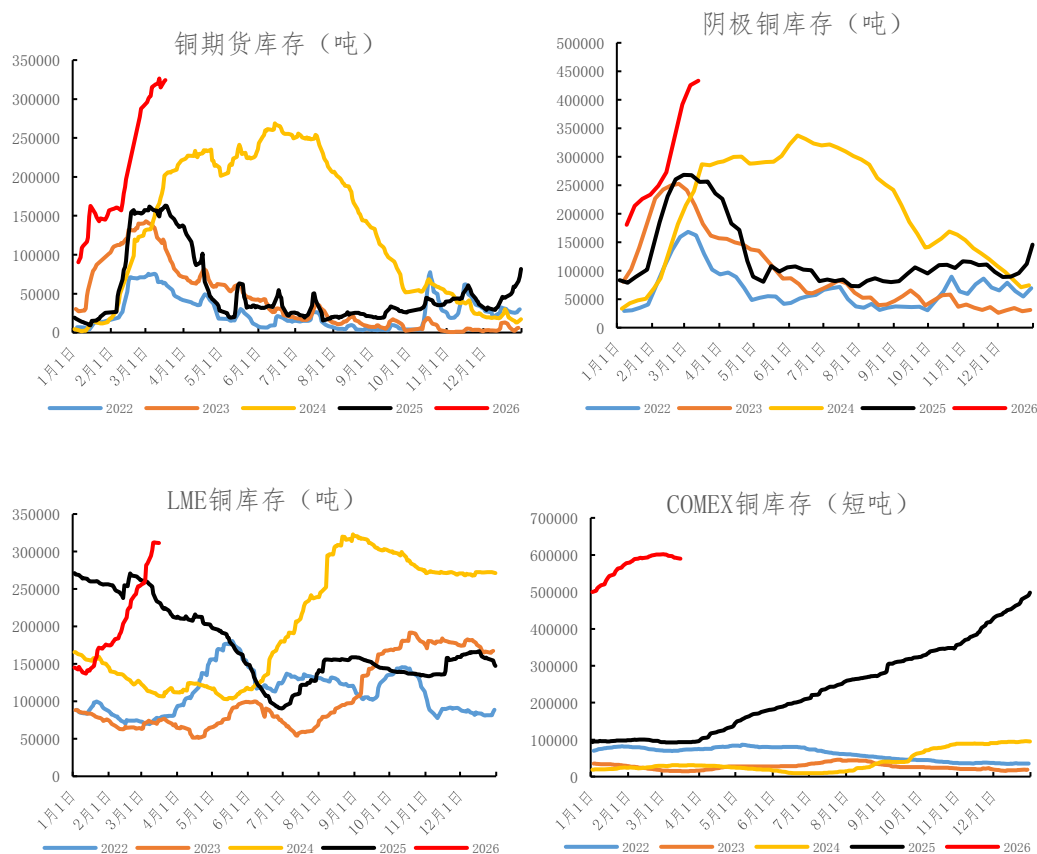 铜期货库存（吨）
350000
300000
250000
200000
150000
100000
50000
0
1月1日
2月1日
3月1日
4月1日
5月1日
6月1日
7月1日
8月1日
9月1日
10月1日
11月1日
12月1日
2022 2023 2024 2025 2026
阴极铜库存（吨）
500000
450000
400000
350000
300000
250000
200000
150000
100000
50000
0
1月1日
2月1日
3月1日
4月1日
5月1日
6月1日
7月1日
8月1日
9月1日
10月1日
11月1日
12月1日
2022 2023 2024 2025 2026
LME铜库存（吨）
350000
300000
250000
200000
150000
100000
50000
0
1月1日
2月1日
3月1日
4月1日
5月1日
6月1日
7月1日
8月1日
9月1日
10月1日
11月1日
12月1日
2022 2023 2024 2025 2026
COMEX铜库存（短吨）
700000
600000
500000
400000
300000
200000
100000
0
1月1日
2月1日
3月1日
4月1日
5月1日
6月1日
7月1日
8月1日
9月1日
10月1日
11月1日
12月1日
2022 2023 2024 2025 2026